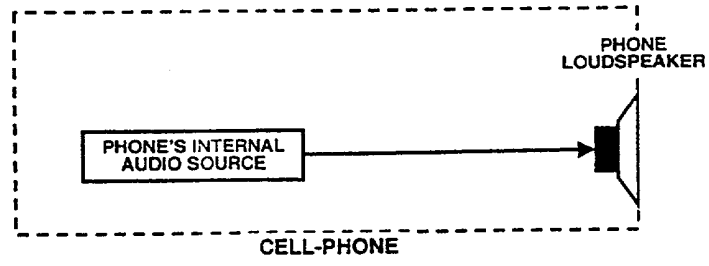 PHONE
LOUDSPEAKER
PHONE'S INTERNAL
AUDIO SOURCE
CELL-PHONE